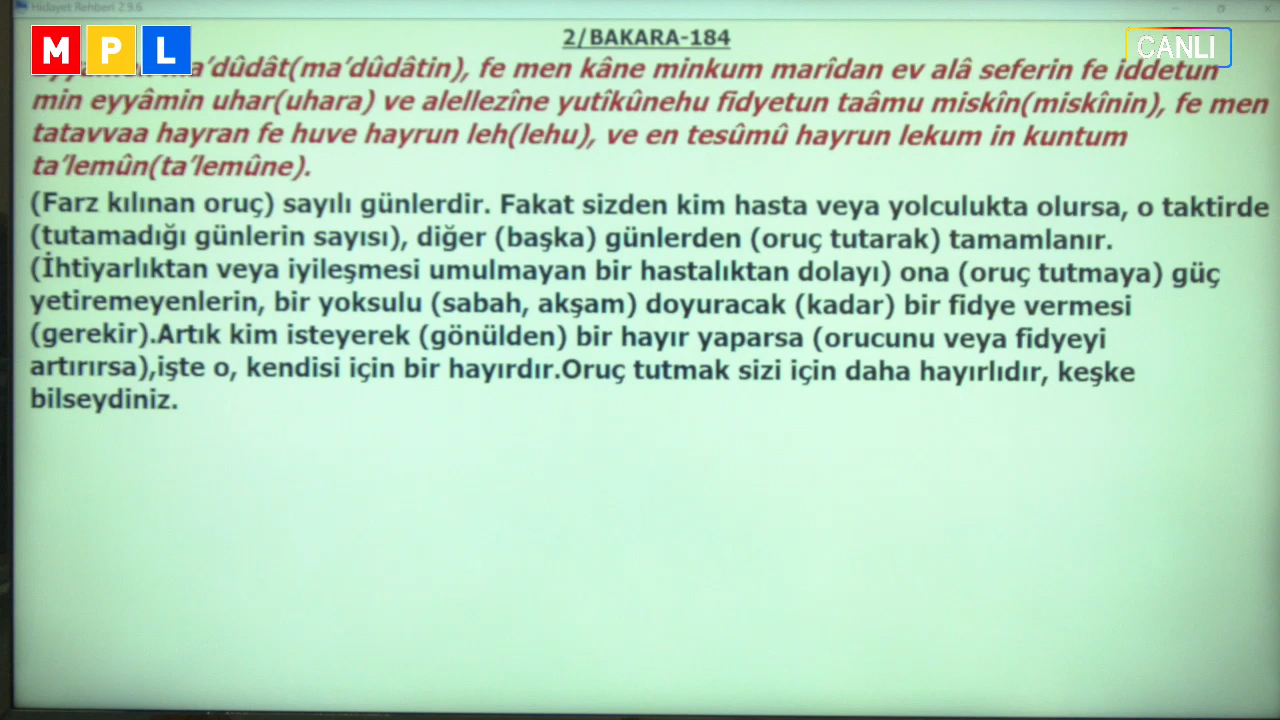 Hidayet Rehberi 2.9.6
MPL
CANLI
2/BAKARA-184
a’dûdât(ma’dûdâtin), fe men kâne minkum marîdan ev alâ seferin fe iddetun
min eyyâmin uhar(uhara) ve alellezîne yutîkûnehu fidyetun taâmu miskîn(miskînin), fe men
tatavvaa hayran fe huve hayrun leh(lehu), ve en tesûmû hayrun lekum in kuntum
ta’lemûn(ta’lemûne).
(Farz kılınan oruç) sayılı günlerdir. Fakat sizden kim hasta veya yolculukta olursa, o taktirde
(tutamadığı günlerin sayısı), diğer (başka) günlerden (oruç tutarak) tamamlanır.
(İhtiyarlıktan veya iyileşmesi umulmayan bir hastalıktan dolayı) ona (oruç tutmaya) güç
yetiremeyenlerin, bir yoksulu (sabah, akşam) doyuracak (kadar) bir fidye vermesi
(gerekir).Artık kim isteyerek (gönülden) bir hayır yaparsa (orucunu veya fidyeyi
artırırsa),işte o, kendisi için bir hayırdır.Oruç tutmak sizi için daha hayırlıdır, keşke
bilseydiniz.